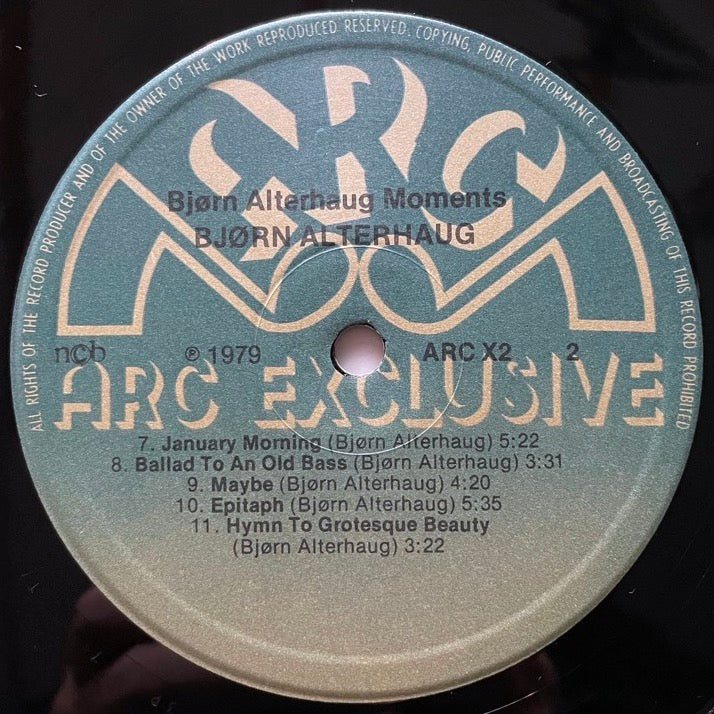 ALL RIGHTS OF THE RECORD PRODUCER AND OF THE OWNER OF THE WORK REPRODUCED RESERVED. COPYING, PUBLIC PERFORMANCE AND BROADCASTING OF THIS RECORD PROHIBITED
ARC
Bjørn Alterhaug Moments
BJØRN ALTERHAUG
ncb ℗ 1979 ARC X2 2
ARC EXCLUSIVE
7. January Morning (Bjørn Alterhaug) 5:22
8. Ballad To An Old Bass (Bjørn Alterhaug) 3:31
9. Maybe (Bjørn Alterhaug) 4:20
10. Epitaph (Bjørn Alterhaug) 5:35
11. Hymn To Grotesque Beauty
(Bjørn Alterhaug) 3:22